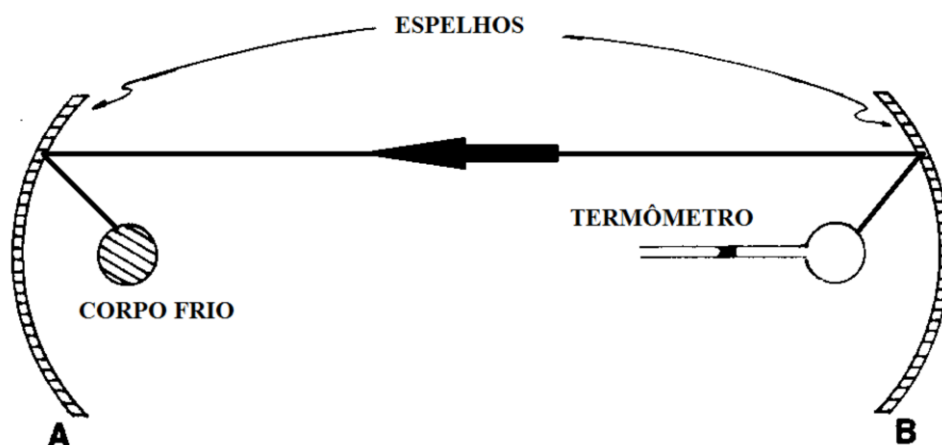 ESPELHOS
TERMÔMETRO
CORPO FRIO
A
B